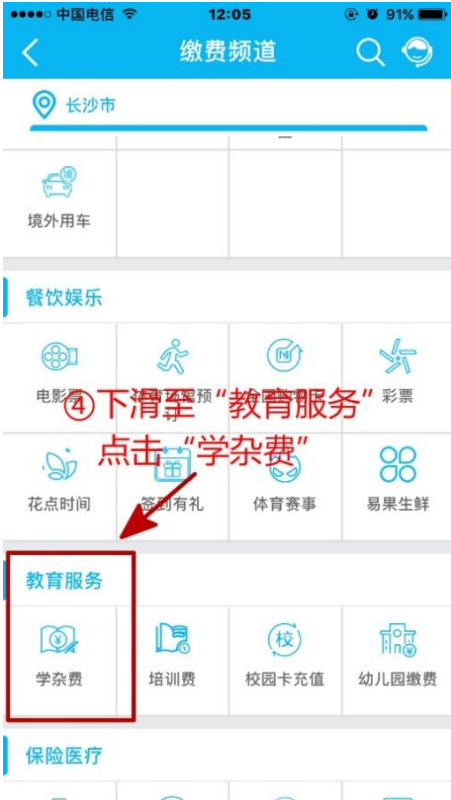 中国电信 12:05 91%
缴费频道
长沙市
境外用车
餐饮娱乐
电影票 彩票
④下滑至“教育服务”
点击“学杂费”
花点时间 签到有礼 体育赛事 易果生鲜
教育服务
学杂费 培训费 校园卡充值 幼儿园缴费
保险医疗